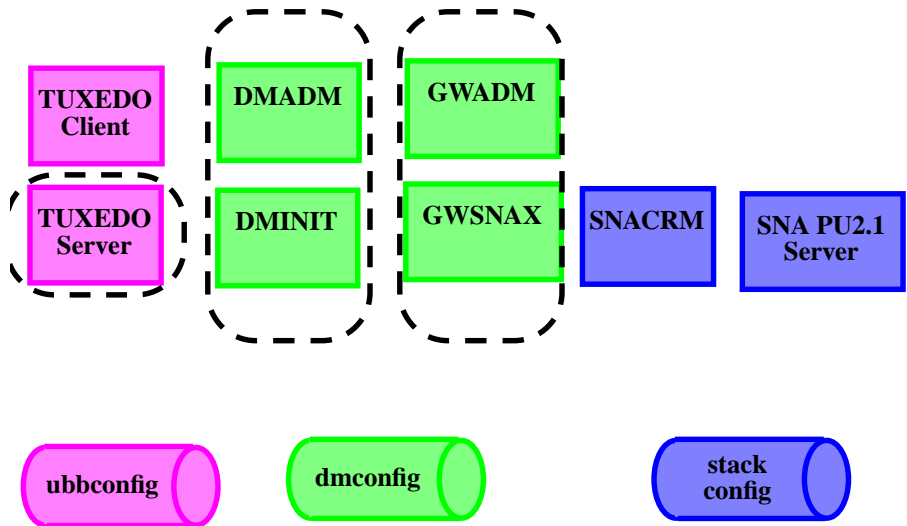 TUXEDO
Client
DMADM
GWADM
TUXEDO
Server
DMINIT
GWSNAX
SNACRM
SNA PU2.1
Server
ubbconfig
dmconfig
stack
config